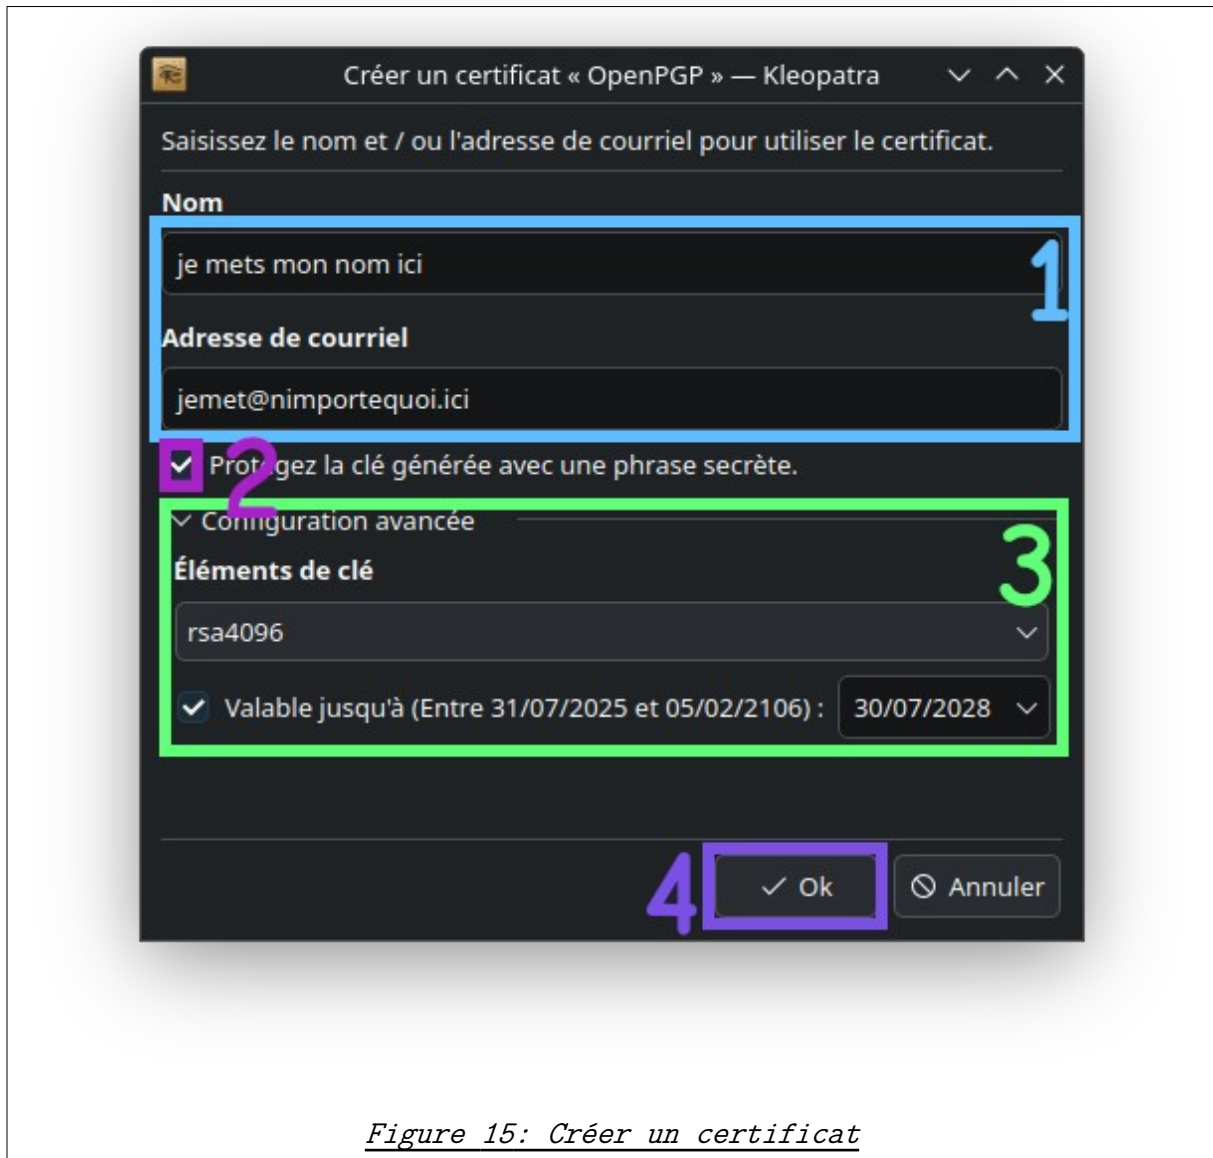 Créer un certificat « OpenPGP » — Kleopatra
Saisissez le nom et / ou l'adresse de courriel pour utiliser le certificat.
Nom
je mets mon nom ici
1
Adresse de courriel
jemet@nimportequoi.ici
2
Protégez la clé générée avec une phrase secrète.
Configuration avancée
3
Éléments de clé
rsa4096
Valable jusqu'à (Entre 31/07/2025 et 05/02/2106) : 30/07/2028
4
Ok Annuler
Figure 15: Créer un certificat